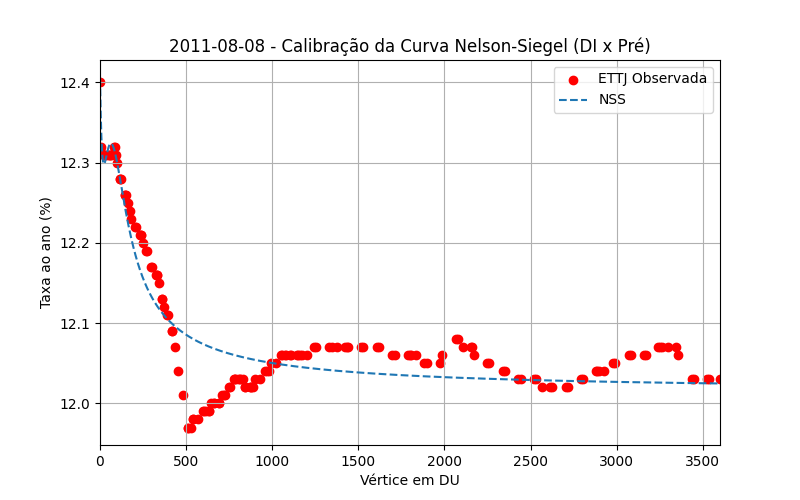 2011-08-08 - Calibração da Curva Nelson-Siegel (DI x Pré)
ETTJ Observada
NSS
Taxa ao ano (%)
12.4
12.3
12.2
12.1
12.0
0 500 1000 1500 2000 2500 3000 3500
Vértice em DU